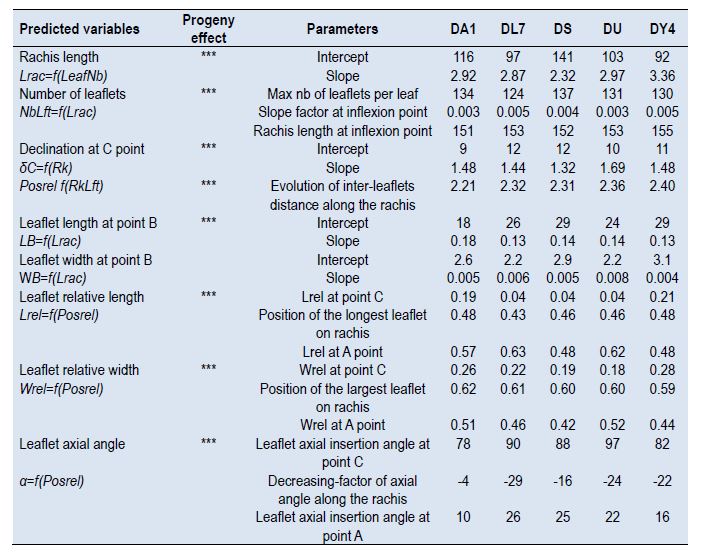 Predicted variables Progeny effect Parameters DA1 DL7 DS DU DY4
Rachis length *** Intercept 116 97 141 103 92
Lrac=f(LeafNb) Slope 2.92 2.87 2.32 2.97 3.36
Number of leaflets *** Max nb of leaflets per leaf 134 124 137 131 130
NbLft=f(Lrac) Slope factor at inflexion point 0.003 0.005 0.004 0.003 0.005
Rachis length at inflexion point 151 153 152 153 155
Declination at C point *** Intercept 9 12 12 10 11
δC=f(Rk) Slope 1.48 1.44 1.32 1.69 1.48
Posrel f(RkLft) *** Evolution of inter-leaflets 2.21 2.32 2.31 2.36 2.40
distance along the rachis
Leaflet length at point B *** Intercept 18 26 29 24 29
LB=f(Lrac) Slope 0.18 0.13 0.14 0.14 0.13
Leaflet width at point B Intercept 2.6 2.2 2.9 2.2 3.1
WB=f(Lrac) Slope 0.005 0.006 0.005 0.008 0.004
Leaflet relative length *** Lrel at point C 0.19 0.04 0.04 0.04 0.21
Lrel=f(Posrel) Position of the longest leaflet 0.48 0.43 0.46 0.46 0.48
on rachis
Lrel at A point 0.57 0.63 0.48 0.62 0.48
Leaflet relative width *** Wrel at point C 0.26 0.22 0.19 0.18 0.28
Wrel=f(Posrel) Position of the largest leaflet 0.62 0.61 0.60 0.60 0.59
on rachis
Wrel at A point 0.51 0.46 0.42 0.52 0.44
Leaflet axial angle *** Leaflet axial insertion angle at 78 90 88 97 82
point C
α=f(Posrel) Decreasing-factor of axial -4 -29 -16 -24 -22
angle along the rachis
Leaflet axial insertion angle at 10 26 25 22 16
point A